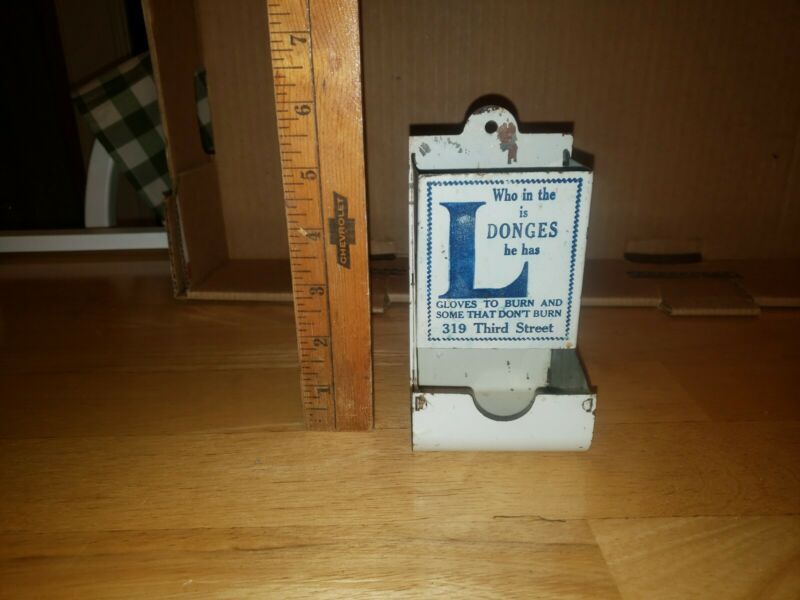 7
6
5
4
3
2
1
CHEVROLET
Who in the
L
is
DONGES
he has
GLOVES TO BURN AND
SOME THAT DON'T BURN
319 Third Street